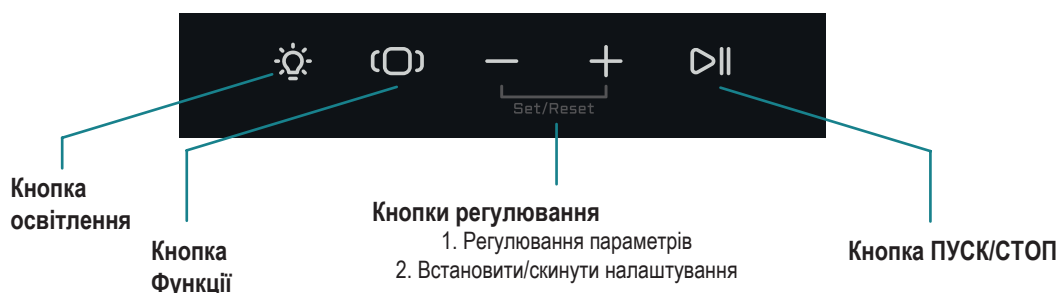 Set/Reset
Кнопка
освітлення
Кнопка
Функції
Кнопки регулювання
1. Регулювання параметрів
2. Встановити/скинути налаштування
Кнопка ПУСК/СТОП